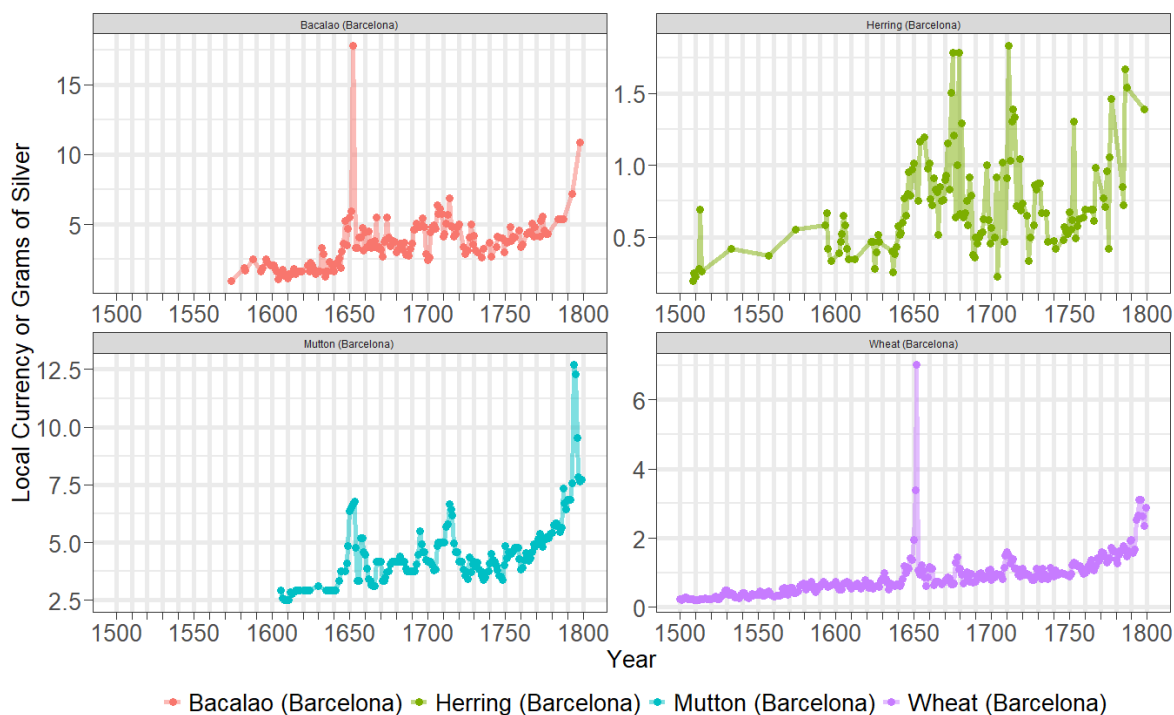 Bacalao (Barcelona)
Herring (Barcelona)
15
10
5
1.5
1.0
0.5
1500 1550 1600 1650 1700 1750 1800
1500 1550 1600 1650 1700 1750 1800
Local Currency or Grams of Silver
Mutton (Barcelona)
Wheat (Barcelona)
12.5
10.0
7.5
5.0
2.5
6
4
2
0
1500 1550 1600 1650 1700 1750 1800
1500 1550 1600 1650 1700 1750 1800
Year
Bacalao (Barcelona) Herring (Barcelona) Mutton (Barcelona) Wheat (Barcelona)